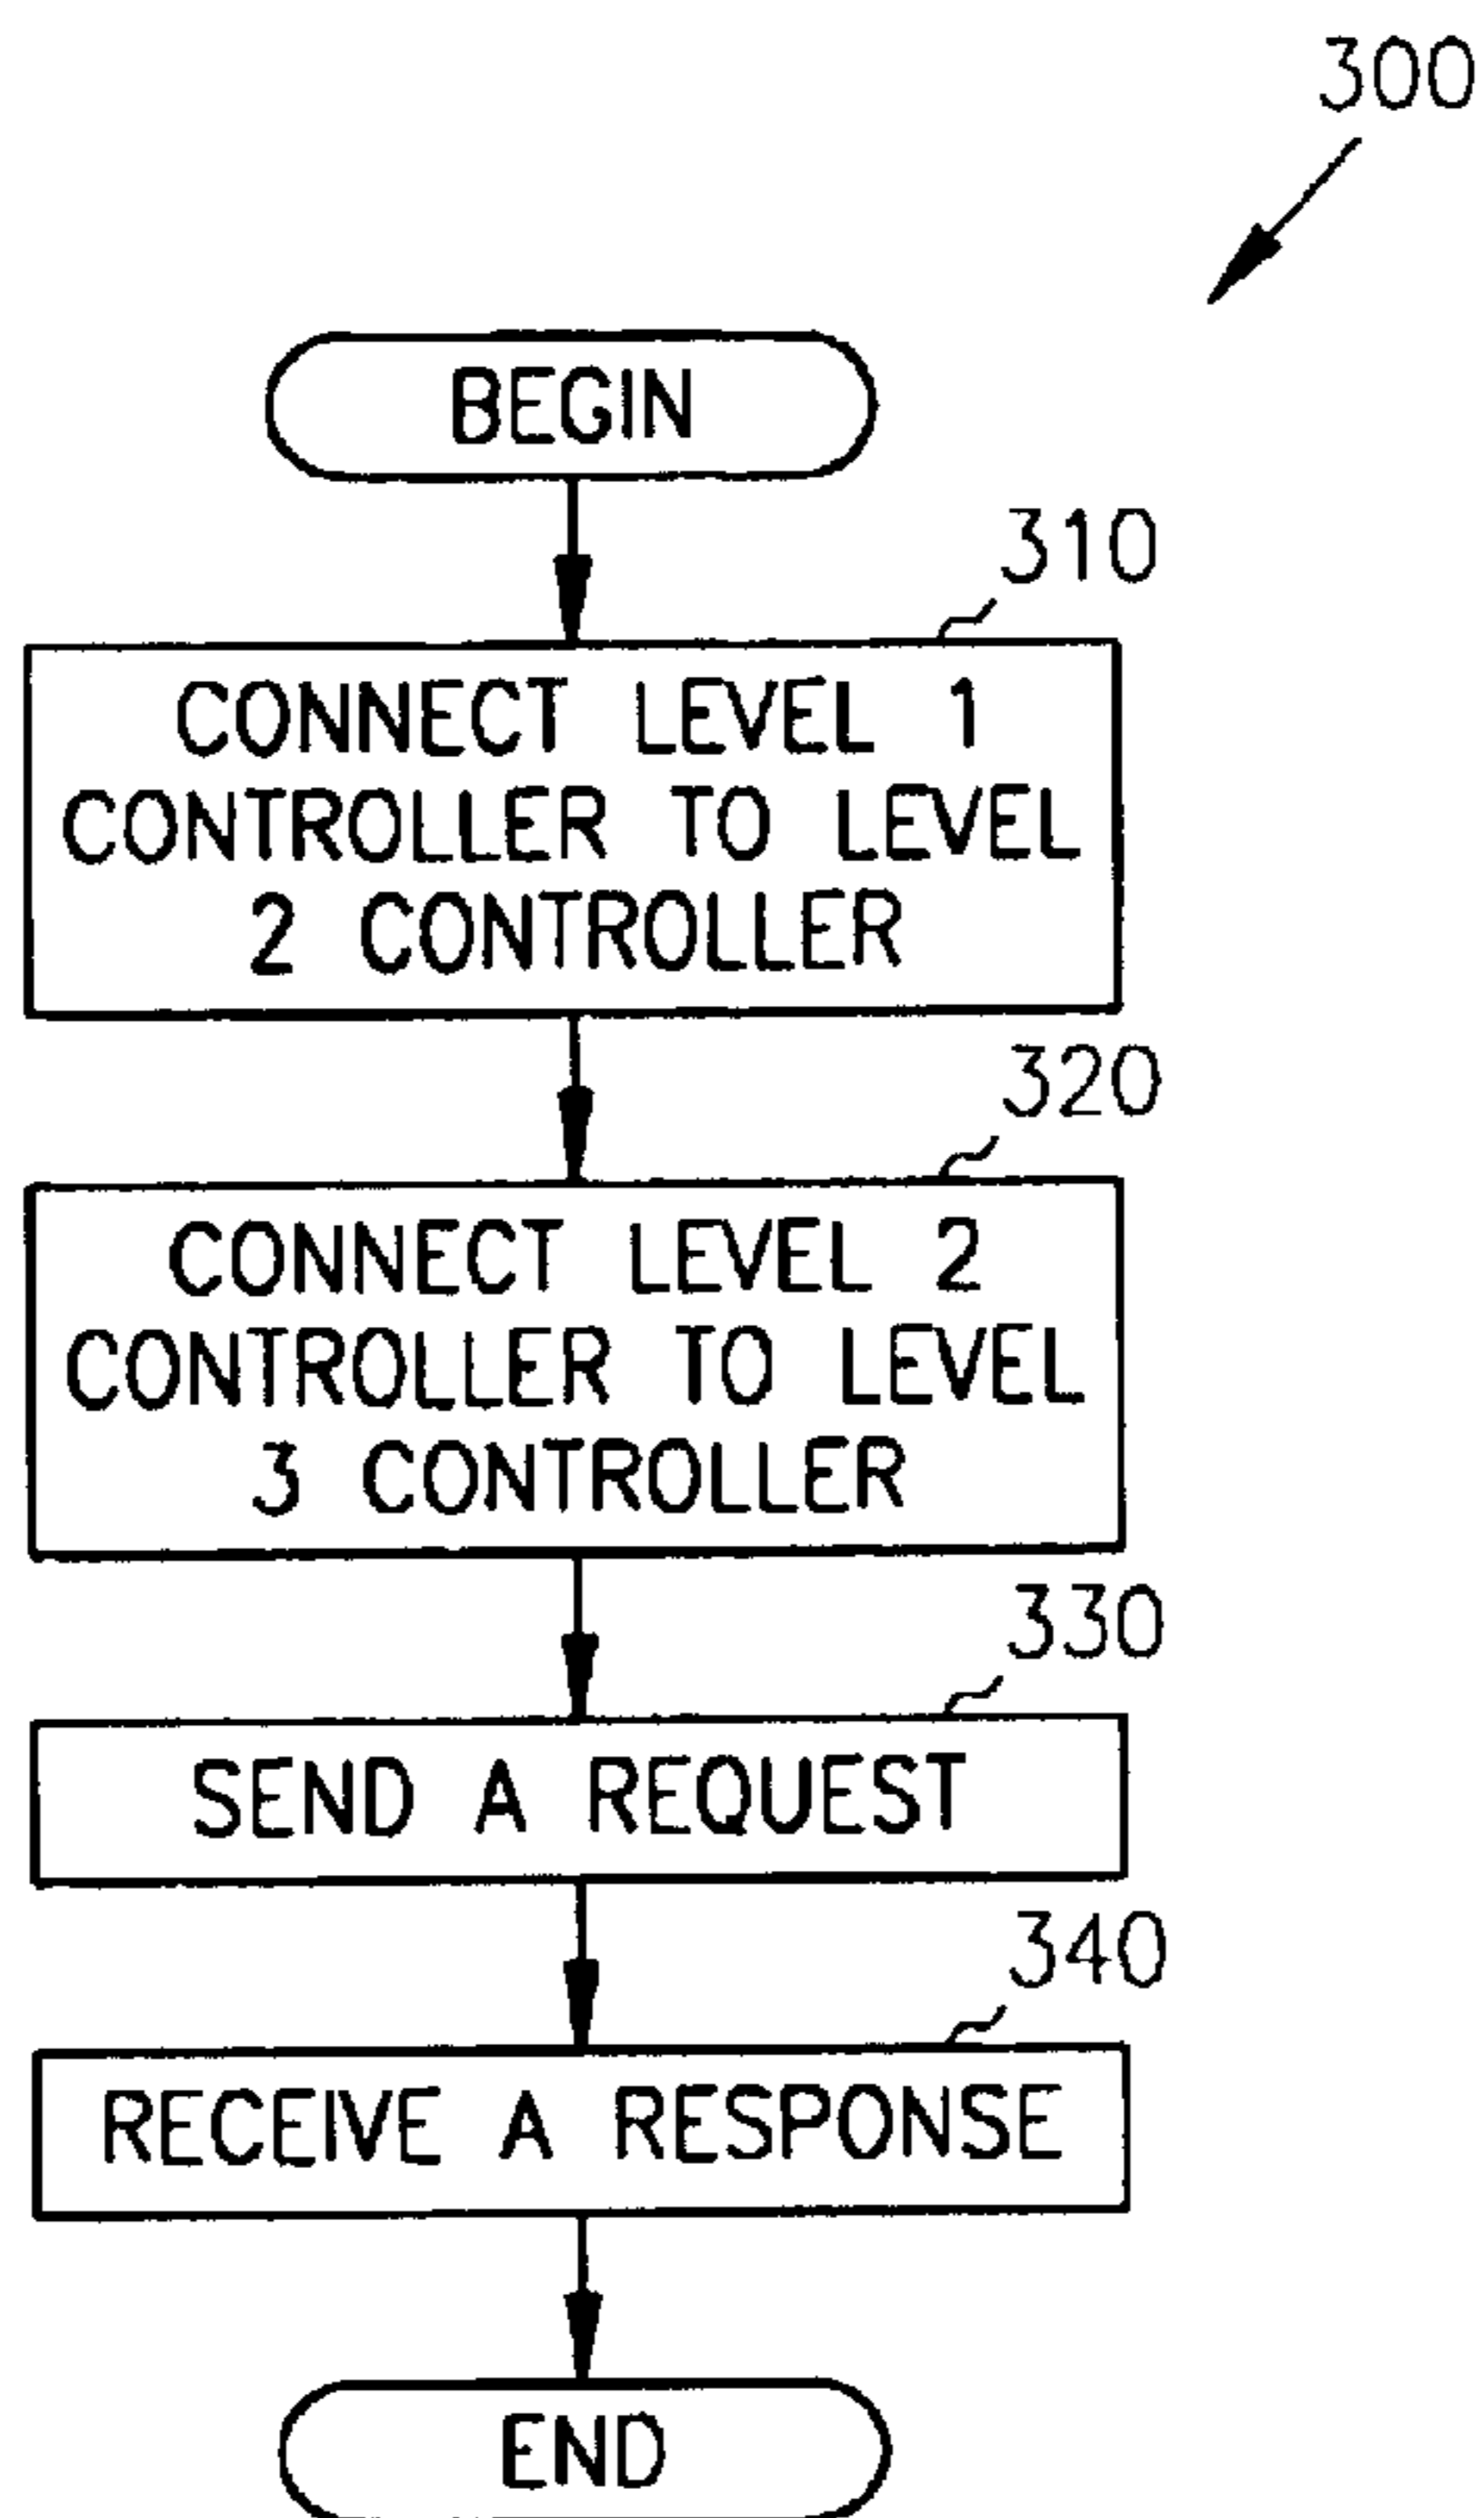 300
BEGIN
310
CONNECT LEVEL 1
CONTROLLER TO LEVEL
2 CONTROLLER
320
CONNECT LEVEL 2
CONTROLLER TO LEVEL
3 CONTROLLER
330
SEND A REQUEST
340
RECEIVE A RESPONSE
END